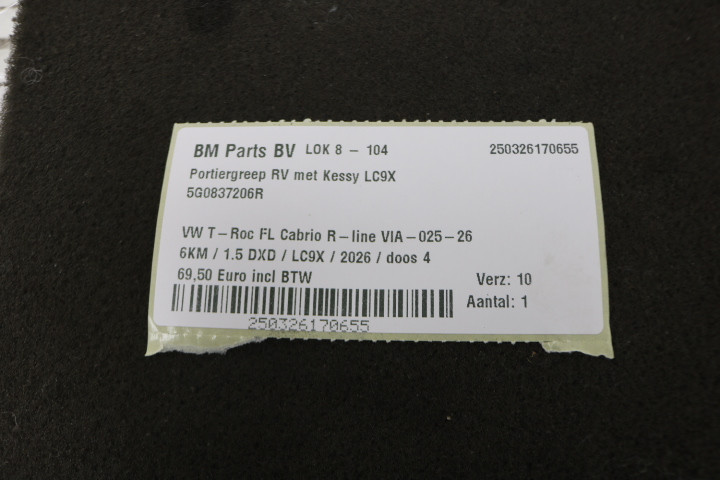 BM Parts BV LOK 8 - 104 250326170655
Portiergreep RV met Kessy LC9X
5G0837206R
VW T-Roc FL Cabrio R-line VIA-025-26
6KM / 1.5 DXD / LC9X / 2026 / doos 4
69,50 Euro incl BTW Verz: 10
Aantal: 1
250326170655